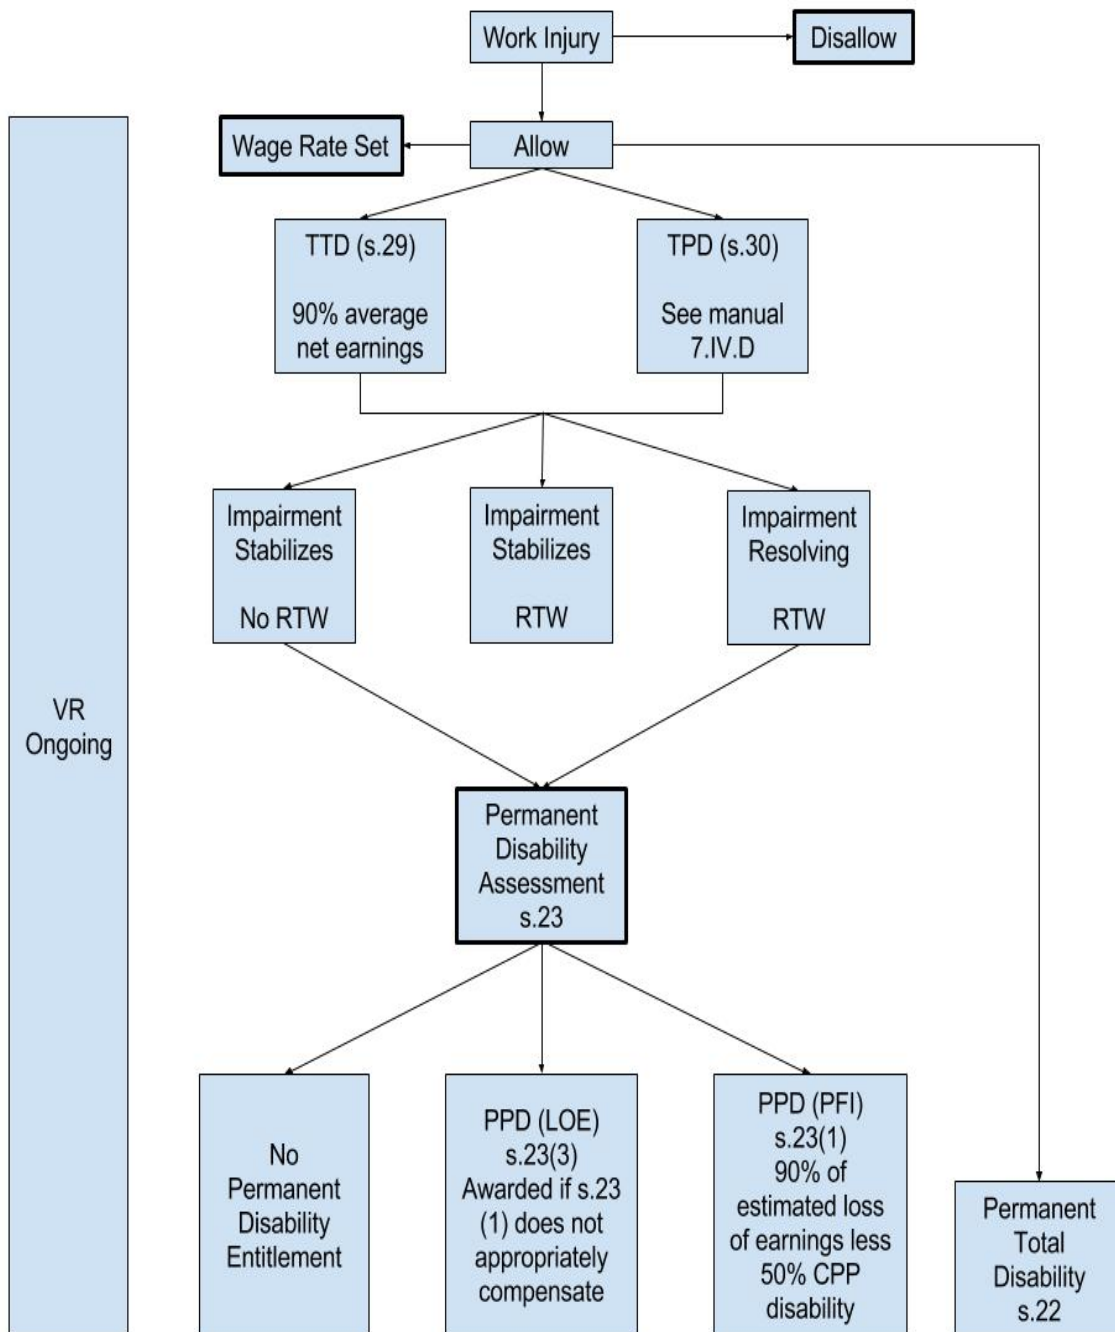 Work Injury
Disallow
Wage Rate Set
Allow
TTD (s.29)
90% average
net earnings
TPD (s.30)
See manual
7.IV.D
Impairment
Stabilizes
No RTW
Impairment
Stabilizes
RTW
Impairment
Resolving
RTW
VR
Ongoing
Permanent
Disability
Assessment
s.23
No
Permanent
Disability
Entitlement
PPD (LOE)
s.23(3)
Awarded if s.23
(1) does not
appropriately
compensate
PPD (PFI)
s.23(1)
90% of
estimated loss
of earnings less
50% CPP
disability
Permanent
Total
Disability
s.22